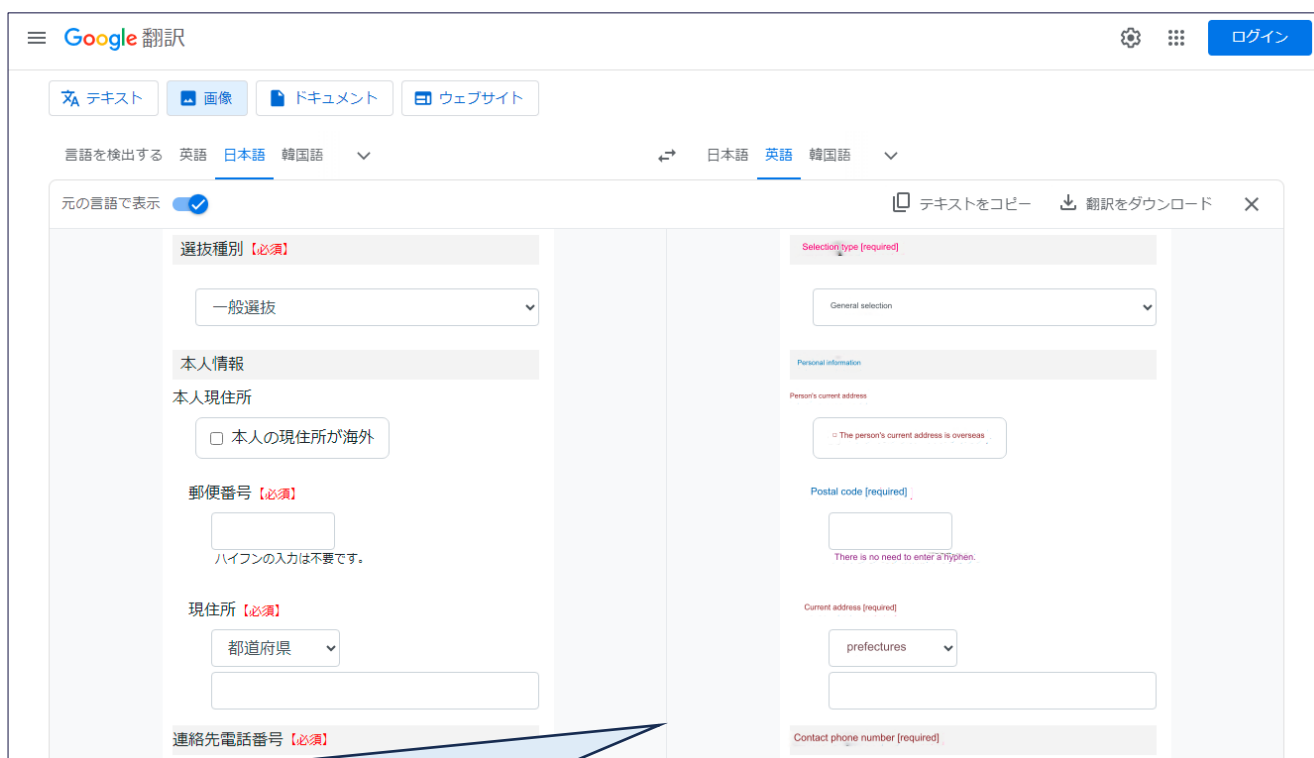 Google 翻訳
ログイン
テキスト
画像
ドキュメント
ウェブサイト
言語を検出する 英語 日本語 韓国語
日本語 英語 韓国語
元の言語で表示
テキストをコピー
翻訳をダウンロード
選抜種別【必須】
一般選抜
本人情報
本人現住所
本人の現住所が海外
郵便番号【必須】
ハイフンの入力は不要です。
現住所【必須】
都道府県
連絡先電話番号【必須】
Selection type [required]
General selection
Personal information
Person's current address
The person's current address is overseas
Postal code [required]
There is no need to enter a hyphen.
Current address [required]
prefectures
Contact phone number [required]